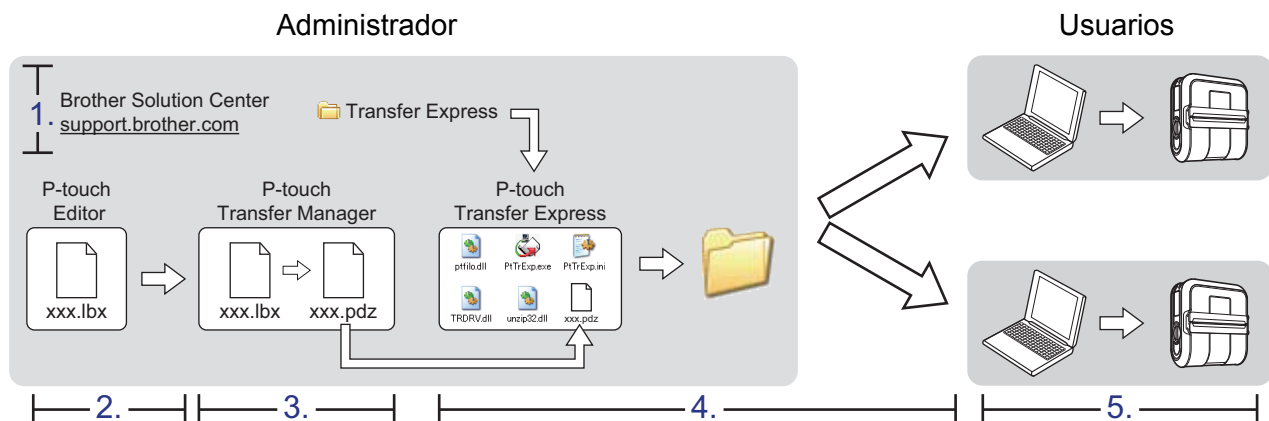 Administrador
Usuarios
1.
Brother Solution Center
support.brother.com
Transfer Express
P-touch
Editor
xxx.lbx
P-touch
Transfer Manager
xxx.lbx
xxx.pdz
P-touch
Transfer Express
ptfilo.dll
PtTrExp.exe
PtTrExp.ini
TRDRV.dll
unzip32.dll
xxx.pdz
2.
3.
4.
5.